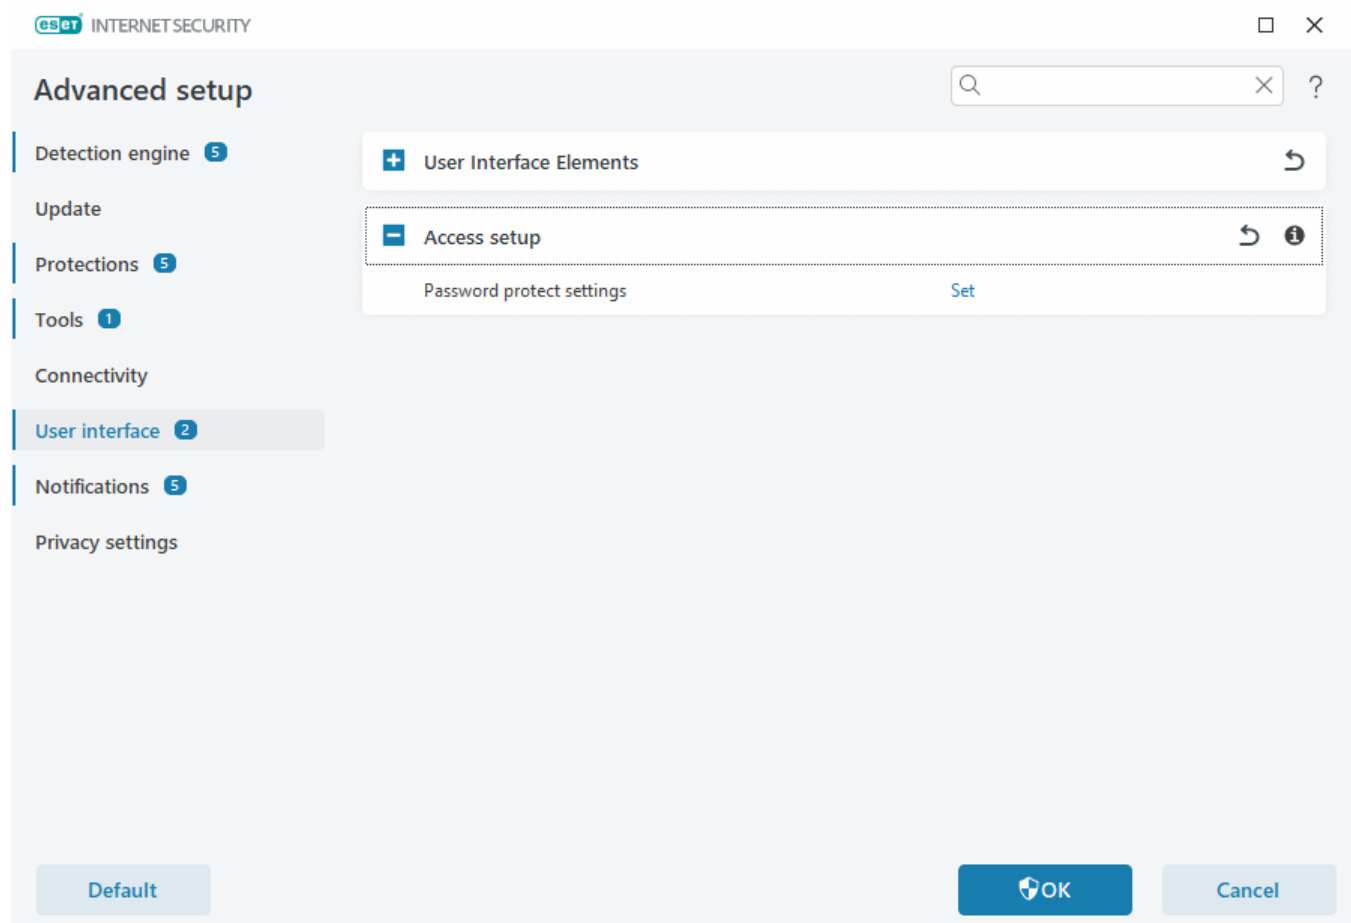 eset INTERNET SECURITY
Advanced setup
?
Detection engine 5
Update
Protections 5
Tools 1
Connectivity
User interface 2
Notifications 5
Privacy settings
User Interface Elements
Access setup
Password protect settings Set
Default
OK
Cancel